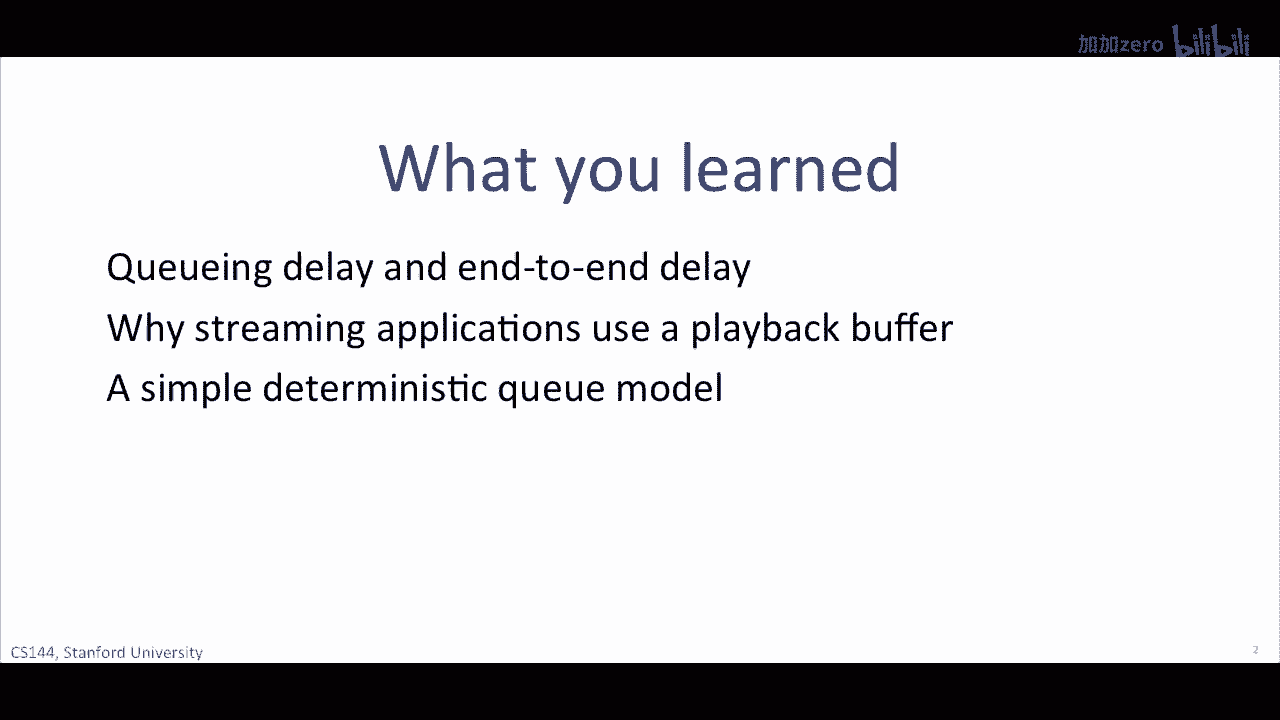 加加zero bilibili
What you learned
Queueing delay and end-to-end delay
Why streaming applications use a playback buffer
A simple deterministic queue model
CS144, Stanford University
2